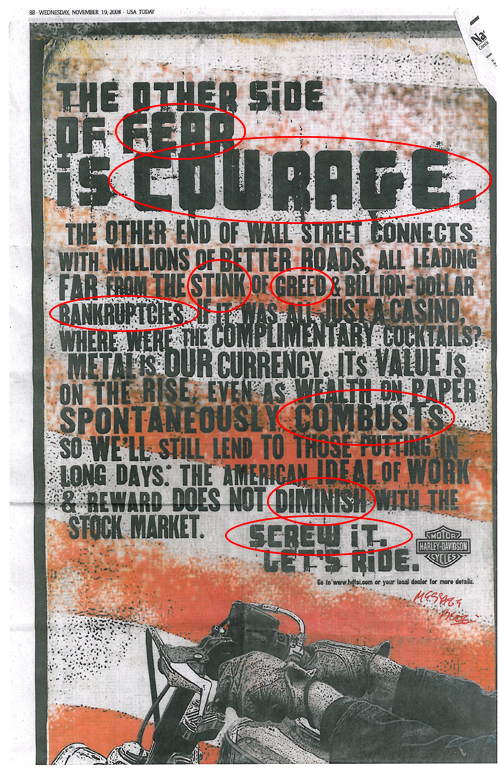 8B · WEDNESDAY, NOVEMBER 19, 2008 · USA TODAY
THE OTHER SiDE
OF FEAR
iS COURAGE.
THE OTHER END OF WALL STREET CONNECTS
WITH MILLIONS OF BETTER ROADS, ALL LEADING
FAR FROM THE STINK OF GREED & BILLION-DOLLAR
BANKRUPTCIES. IF IT WAS ALL JUST A CASINO,
WHERE WERE THE COMPLIMENTARY COCKTAILS?
METAL IS OUR CURRENCY. ITS VALUE IS
ON THE RISE, EVEN AS WEALTH ON PAPER
SPONTANEOUSLY COMBUSTS.
SO WE'LL STILL LEND TO THOSE PUTTING IN
LONG DAYS. THE AMERICAN IDEAL OF WORK
& REWARD DOES NOT DIMINISH WITH THE
STOCK MARKET.
SCREW iT.
LET'S RiDE.
MOTOR
HARLEY-DAVIDSON
CYCLES
Go to www.hdfsi.com or your local dealer for more details.
MESSAGE